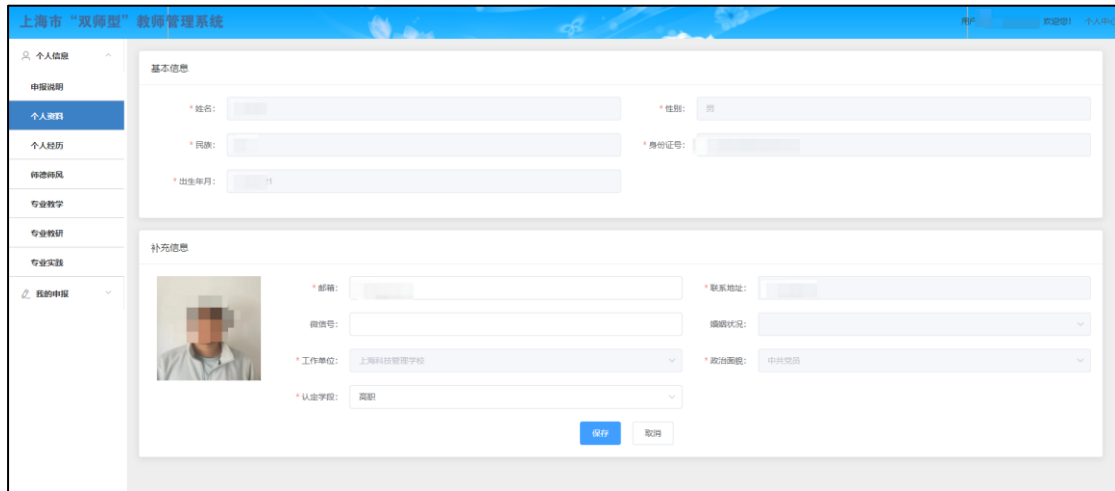 上海市“双师型”教师管理系统
用户 欢迎您! 个人中心
个人信息
申报说明
个人资料
个人经历
师德师风
专业教学
专业教研
专业实践
我的申报
基本信息
*姓名: *性别: 男
*民族: *身份证号:
*出生年月:
补充信息
*邮箱: *联系地址:
微信号: 婚姻状况:
*工作单位: 上海科技管理学校 *政治面貌: 中共党员
*认定学段: 高职
保存 取消